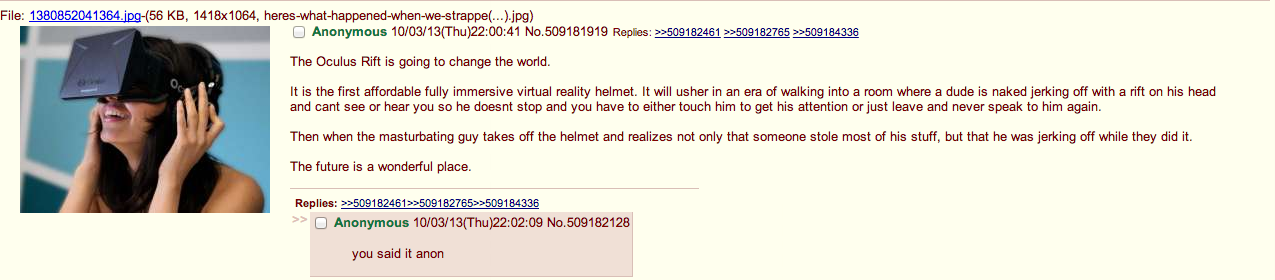 File: 1380852041364.jpg-(56 KB, 1418x1064, heres-what-happened-when-we-strappe(...).jpg)
Anonymous 10/03/13(Thu)22:00:41 No.509181919 Replies: >>509182461 >>509182765 >>509184336
The Oculus Rift is going to change the world.
It is the first affordable fully immersive virtual reality helmet. It will usher in an era of walking into a room where a dude is naked jerking off with a rift on his head
and cant see or hear you so he doesnt stop and you have to either touch him to get his attention or just leave and never speak to him again.
Then when the masturbating guy takes off the helmet and realizes not only that someone stole most of his stuff, but that he was jerking off while they did it.
The future is a wonderful place.
Replies: >>509182461>>509182765>>509184336
>> Anonymous 10/03/13(Thu)22:02:09 No.509182128
you said it anon